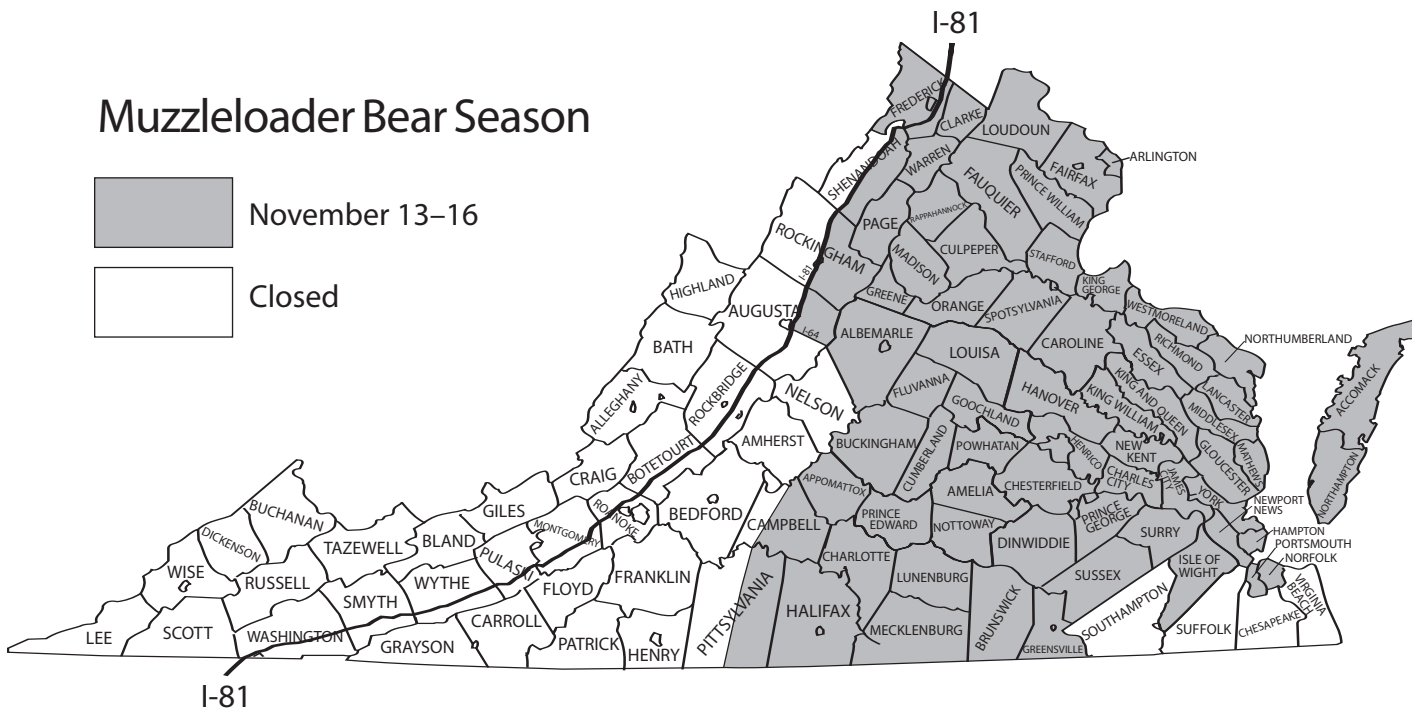 I-81
Muzzleloader Bear Season
November 13–16
Closed
FREDERICK
CLARKE
LOUDOUN
ARLINGTON
FAIRFAX
SHENANDOAH
WARREN
FAUQUIER
PRINCE WILLIAM
PAGE
RAPPAHANNOCK
CULPEPER
STAFFORD
ROCKINGHAM
I-81
MADISON
HIGHLAND
GREENE
ORANGE
SPOTSYLVANIA
KING
GEORGE
WESTMORELAND
AUGUSTA
I-64
ALBEMARLE
LOUISA
CAROLINE
ESSEX
RICHMOND
NORTHUMBERLAND
BATH
ALLEGHANY
ROCKBRIDGE
NELSON
FLUVANNA
GOOCHLAND
HANOVER
KING WILLIAM
KING AND QUEEN
LANCASTER
MIDDLESEX
ACCOMACK
AMHERST
BUCKINGHAM
CUMBERLAND
POWHATAN
HENRICO
NEW
KENT
GLOUCESTER
MATHEWS
BOTETOURT
CRAIG
APPOMATTOX
AMELIA
CHESTERFIELD
CHARLES
CITY
JAMES
CITY
YORK
NORTHAMPTON
NEWPORT
NEWS
GILES
ROANOKE
BEDFORD
CAMPBELL
PRINCE
EDWARD
NOTTOWAY
DINWIDDIE
PRINCE
GEORGE
SURRY
HAMPTON
PORTSMOUTH
NORFOLK
BUCHANAN
DICKENSON
TAZEWELL
BLAND
MONTGOMERY
PULASKI
CHARLOTTE
ISLE OF
WIGHT
WISE
RUSSELL
WYTHE
FLOYD
FRANKLIN
PITTSYLVANIA
LUNENBURG
SUSSEX
VIRGINIA
BEACH
SMYTH
HALIFAX
BRUNSWICK
SOUTHAMPTON
LEE
SCOTT
WASHINGTON
GRAYSON
CARROLL
PATRICK
HENRY
MECKLENBURG
GREENSVILLE
SUFFOLK
CHESAPEAKE
I-81